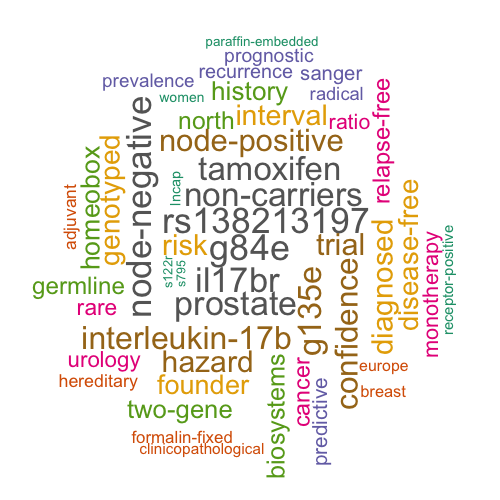 paraffin-embedded
prognostic
recurrence
sanger
prevalence
history
radical
women
north
interval
ratio
relapse-free
node-negative
node-positive
genotyped
homeobox
adjuvant
tamoxifen
lncap
non-carriers
rs138213197
risk
g84e
trial
s122r
s795
il17br
germline
rare
prostate
g135e
confidence
diagnosed
disease-free
monotherapy
receptor-positive
interleukin-17b
urology
hazard
hereditary
founder
biosystems
cancer
predictive
europe
breast
two-gene
formalin-fixed
clinicopathological